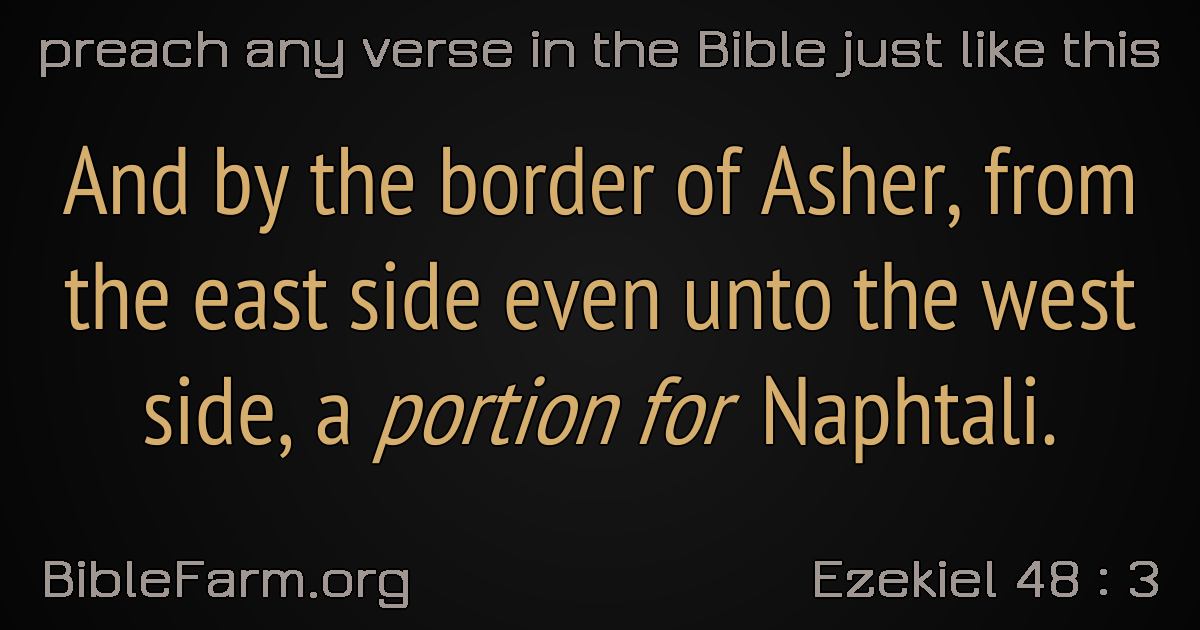 preach any verse in the Bible just like this
And by the border of Asher, from
the east side even unto the west
side, a portion for Naphtali.
BibleFarm.org
Ezekiel 48 : 3